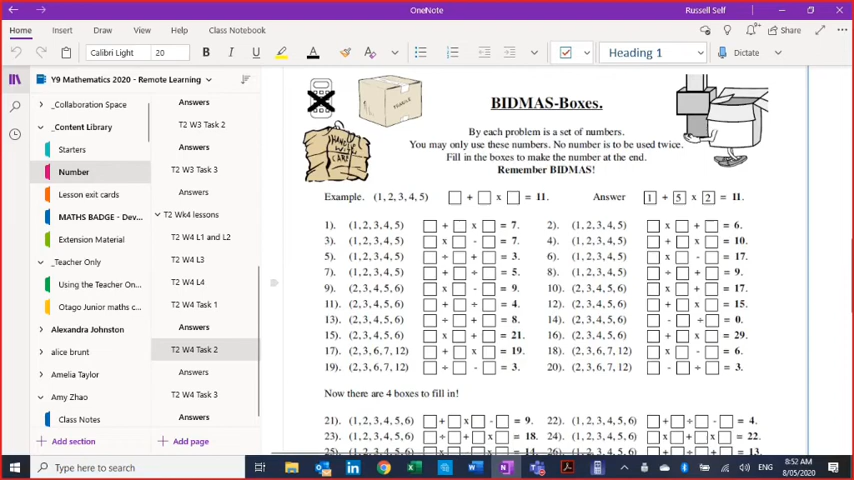 OneNote
Russell Self
Home Insert Draw View Help Class Notebook Share
Calibri Light 20 B I U A Heading 1 Dictate
Y9 Mathematics 2020 - Remote Learning
_Collaboration Space
_Content Library
Starters
Number
Lesson exit cards
MATHS BADGE - Dev...
Extension Material
_Teacher Only
Using the Teacher On...
Otago Junior maths c...
Alexandra Johnston
alice brunt
Amelia Taylor
Amy Zhao
Class Notes
Add section
Answers
T2 W3 Task 2
Answers
T2 W3 Task 3
Answers
T2 Wk4 lessons
T2 W4 L1 and L2
T2 W4 L3
T2 W4 L4
T2 W4 Task 1
Answers
T2 W4 Task 2
Answers
T2 W4 Task 3
Answers
Add page
FRAGILE
HANDLE
WITH
CARE
BIDMAS-Boxes.
By each problem is a set of numbers.
You may only use these numbers. No number is to be used twice.
Fill in the boxes to make the number at the end.
Remember BIDMAS!
Example. (1, 2, 3, 4, 5) □ + □ x □ = 11. Answer 1 + 5 x 2 = 11.
1). (1, 2, 3, 4, 5) □ + □ x □ = 7. 2). (1, 2, 3, 4, 5) □ x □ + □ = 6.
3). (1, 2, 3, 4, 5) □ x □ - □ = 7. 4). (1, 2, 3, 4, 5) □ + □ x □ = 10.
5). (1, 2, 3, 4, 5) □ ÷ □ + □ = 3. 6). (1, 2, 3, 4, 5) □ x □ - □ = 17.
7). (1, 2, 3, 4, 5) □ + □ ÷ □ = 5. 8). (1, 2, 3, 4, 5) □ ÷ □ + □ = 9.
9). (2, 3, 4, 5, 6) □ x □ - □ = 9. 10). (2, 3, 4, 5, 6) □ x □ + □ = 17.
11). (2, 3, 4, 5, 6) □ + □ ÷ □ = 4. 12). (2, 3, 4, 5, 6) □ + □ x □ = 15.
13). (2, 3, 4, 5, 6) □ ÷ □ + □ = 8. 14). (2, 3, 4, 5, 6) □ - □ ÷ □ = 0.
15). (2, 3, 4, 5, 6) □ x □ + □ = 21. 16). (2, 3, 4, 5, 6) □ + □ x □ = 29.
17). (2, 3, 6, 7, 12) □ + □ x □ = 19. 18). (2, 3, 6, 7, 12) □ x □ - □ = 6.
19). (2, 3, 6, 7, 12) □ ÷ □ - □ = 3. 20). (2, 3, 6, 7, 12) □ - □ ÷ □ = 3.
Now there are 4 boxes to fill in!
21). (1, 2, 3, 4, 5, 6) □ + □ x □ - □ = 9. 22). (1, 2, 3, 4, 5, 6) □ + □ ÷ □ - □ = 4.
23). (1, 2, 3, 4, 5, 6) □ ÷ □ + □ x □ = 18. 24). (1, 2, 3, 4, 5, 6) □ x □ + □ x □ = 22.
Type here to search
ENG
8:52 AM
8/05/2020